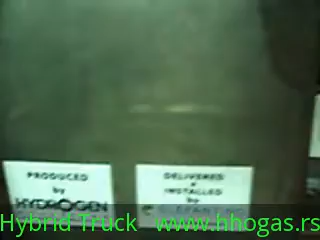 PRODUCED
by
HYDROGEN
DELIVERED
INSTALLED
by
Hybrid Truck www.hhogas.rs